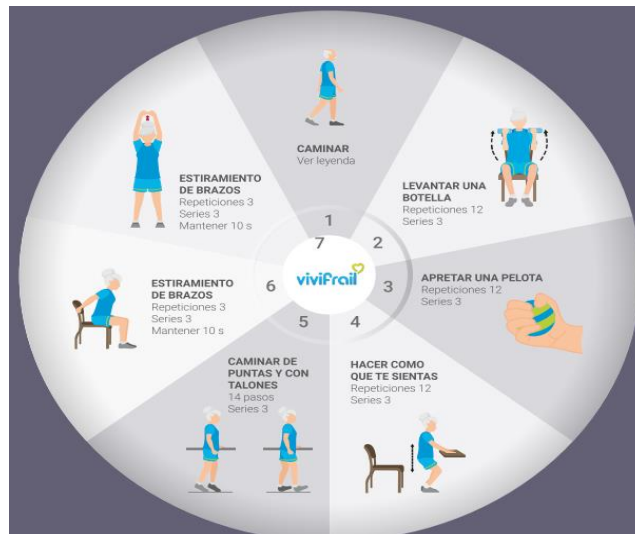 CAMINAR
Ver leyenda
LEVANTAR UNA
BOTELLA
Repeticiones 12
Series 3
APRETAR UNA PELOTA
Repeticiones 12
Series 3
HACER COMO
QUE TE SIENTAS
Repeticiones 12
Series 3
CAMINAR DE
PUNTAS Y CON
TALONES
14 pasos
Series 3
ESTIRAMIENTO
DE BRAZOS
Repeticiones 3
Series 3
Mantener 10 s
ESTIRAMIENTO
DE BRAZOS
Repeticiones 3
Series 3
Mantener 10 s
1
2
3
4
5
6
7
vivifrail